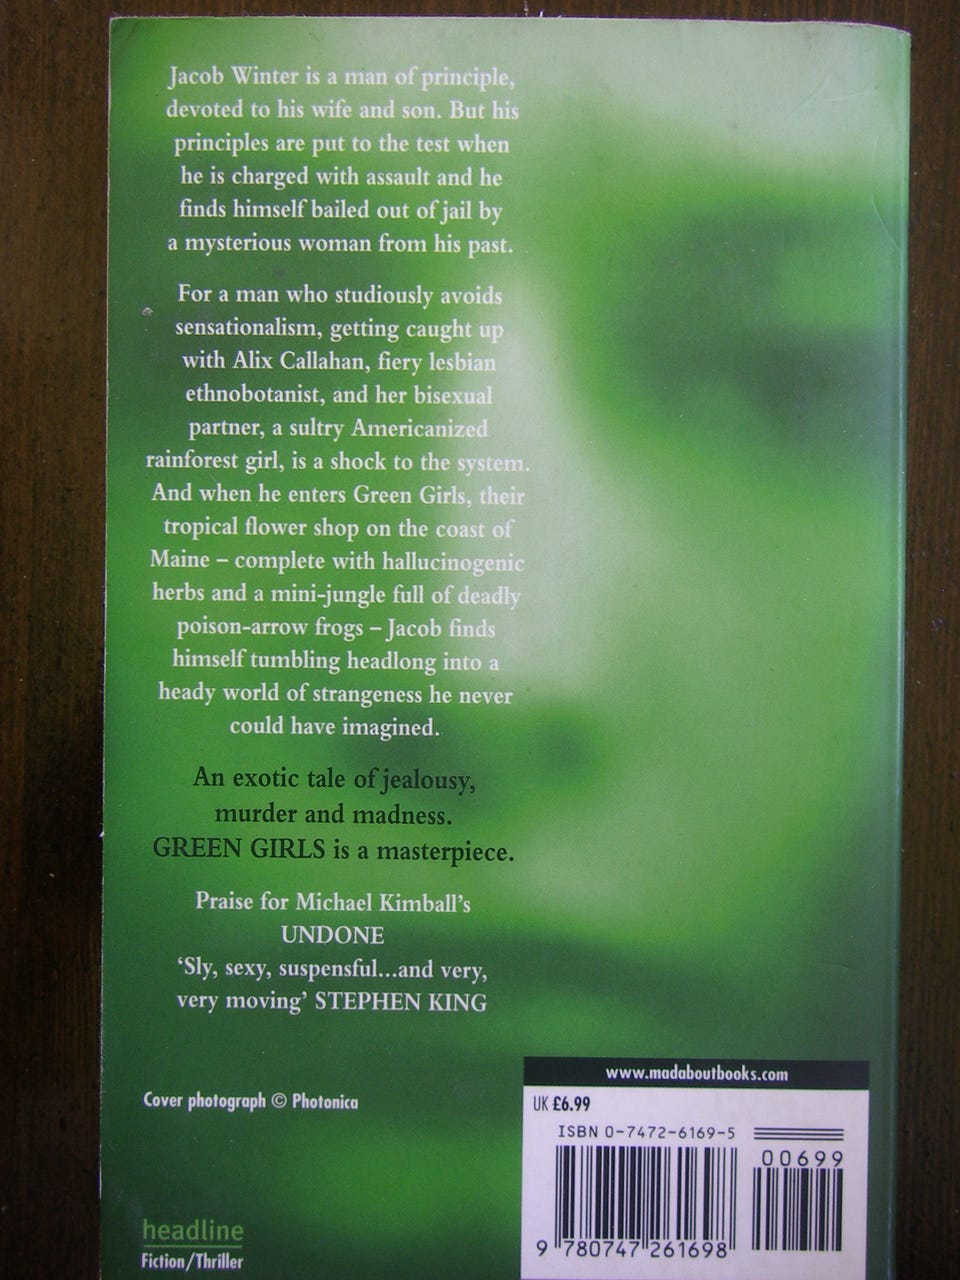 Jacob Winter is a man of principle,
devoted to his wife and son. But his
principles are put to the test when
he is charged with assault and he
finds himself bailed out of jail by
a mysterious woman from his past.
For a man who studiously avoids
sensationalism, getting caught up
with Alix Callahan, fiery lesbian
ethnobotanist, and her bisexual
partner, a sultry Americanized
rainforest girl, is a shock to the system.
And when he enters Green Girls, their
tropical flower shop on the coast of
Maine – complete with hallucinogenic
herbs and a mini-jungle full of deadly
poison-arrow frogs – Jacob finds
himself tumbling headlong into a
heady world of strangeness he never
could have imagined.
An exotic tale of jealousy,
murder and madness.
GREEN GIRLS is a masterpiece.
Praise for Michael Kimball's
UNDONE
'Sly, sexy, suspensful...and very,
very moving' STEPHEN KING
Cover photograph © Photonica
headline
Fiction/Thriller
www.madaboutbooks.com
UK £6.99
ISBN 0-7472-6169-5
00699
9 780747 261698